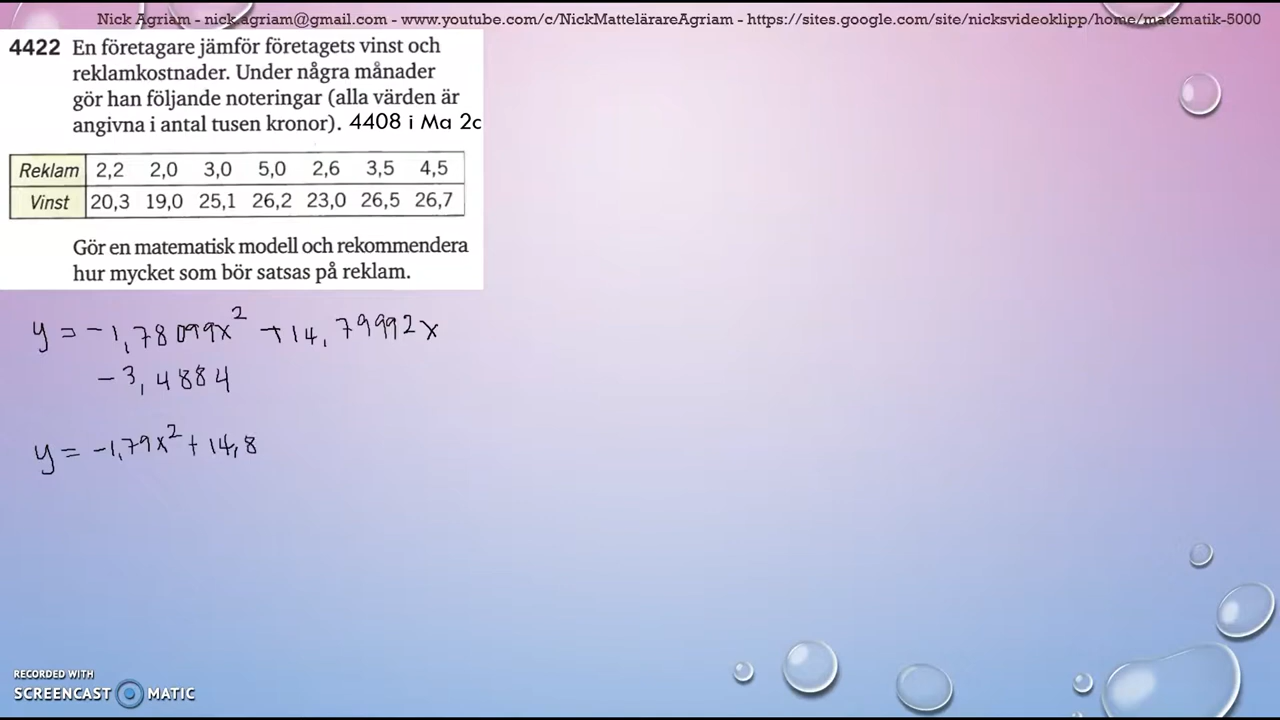 Nick Agriam - nick.agriam@gmail.com - www.youtube.com/c/NickMattelärareAgriam - https://sites.google.com/site/nicksvideoklipp/home/matematik-5000
4422 En företagare jämför företagets vinst och
reklamkostnader. Under några månader
gör han följande noteringar (alla värden är
angivna i antal tusen kronor). 4408 i Ma 2c
Reklam 2,2 2,0 3,0 5,0 2,6 3,5 4,5
Vinst 20,3 19,0 25,1 26,2 23,0 26,5 26,7
Gör en matematisk modell och rekommendera
hur mycket som bör satsas på reklam.
y = -1,78099x² + 14,79992x
- 3,4884
y = -1,79x² + 14,8
RECORDED WITH
SCREENCAST MATIC